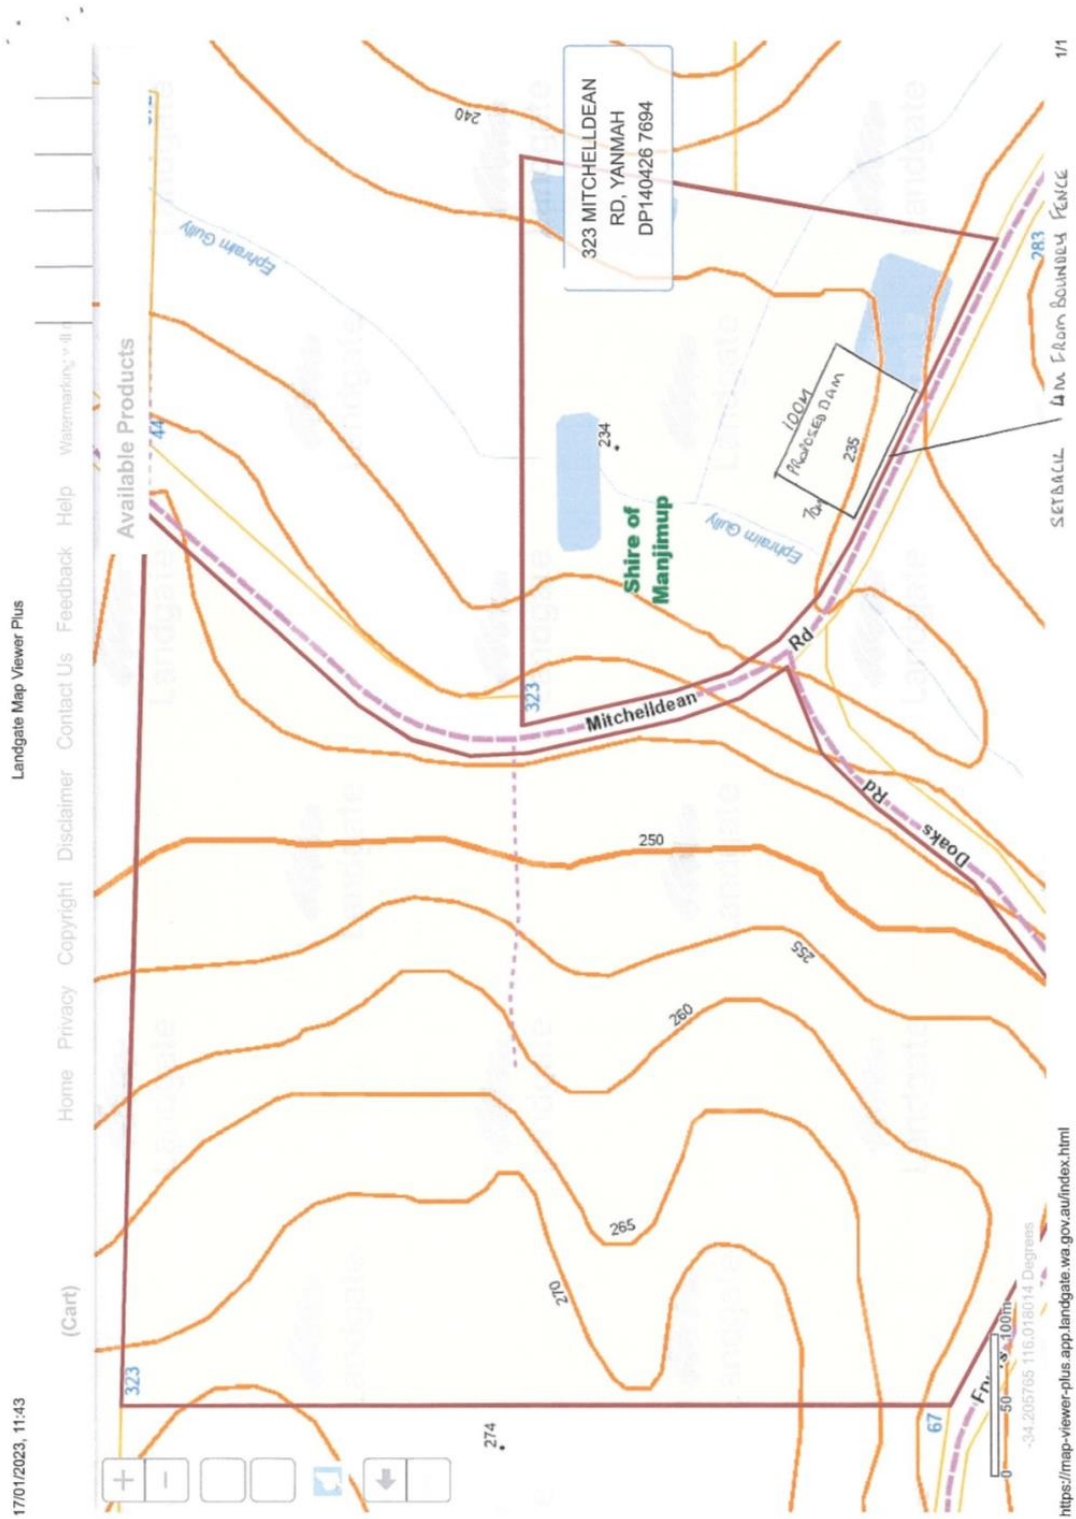 17/01/2023, 11:43
Landgate Map Viewer Plus
(Cart)
Home Privacy Copyright Disclaimer Contact Us Feedback Help
Available Products
323
44
Ephraim Gully
240
274
270
265
260
255
250
323
Mitchelldean
Rd
Doaks
Rd
Shire of
Manjimup
Ephraim Gully
234
323 MITCHELLDEAN
RD, YANMAH
DP140426 7694
100M
PROPOSED DAM
70M
235
283
67
0 50 100m
-34.205765 116.018014 Degrees
SETBACK 4M FROM BOUNDRY FENCE
Landgate
https://map-viewer-plus.app.landgate.wa.gov.au/index.html
1/1